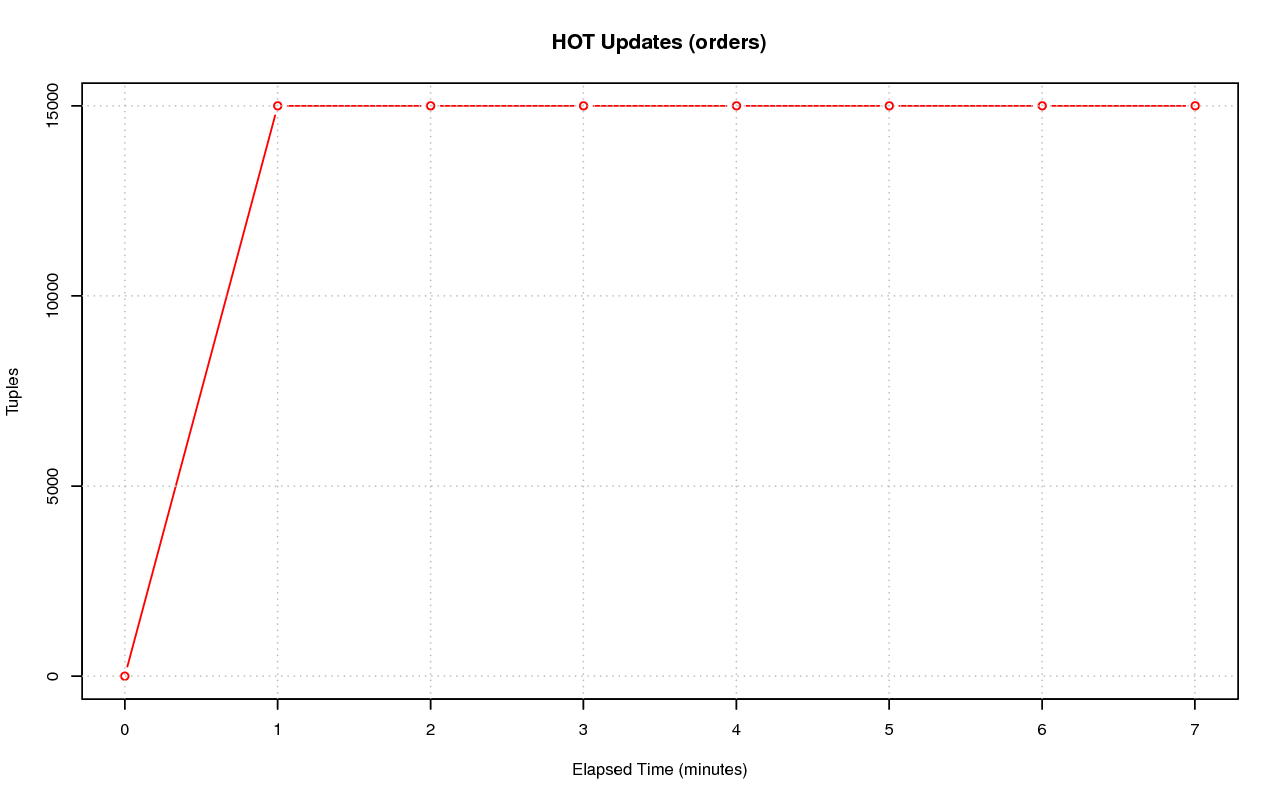 HOT Updates (orders)
Tuples
15000
10000
5000
0
0 1 2 3 4 5 6 7
Elapsed Time (minutes)